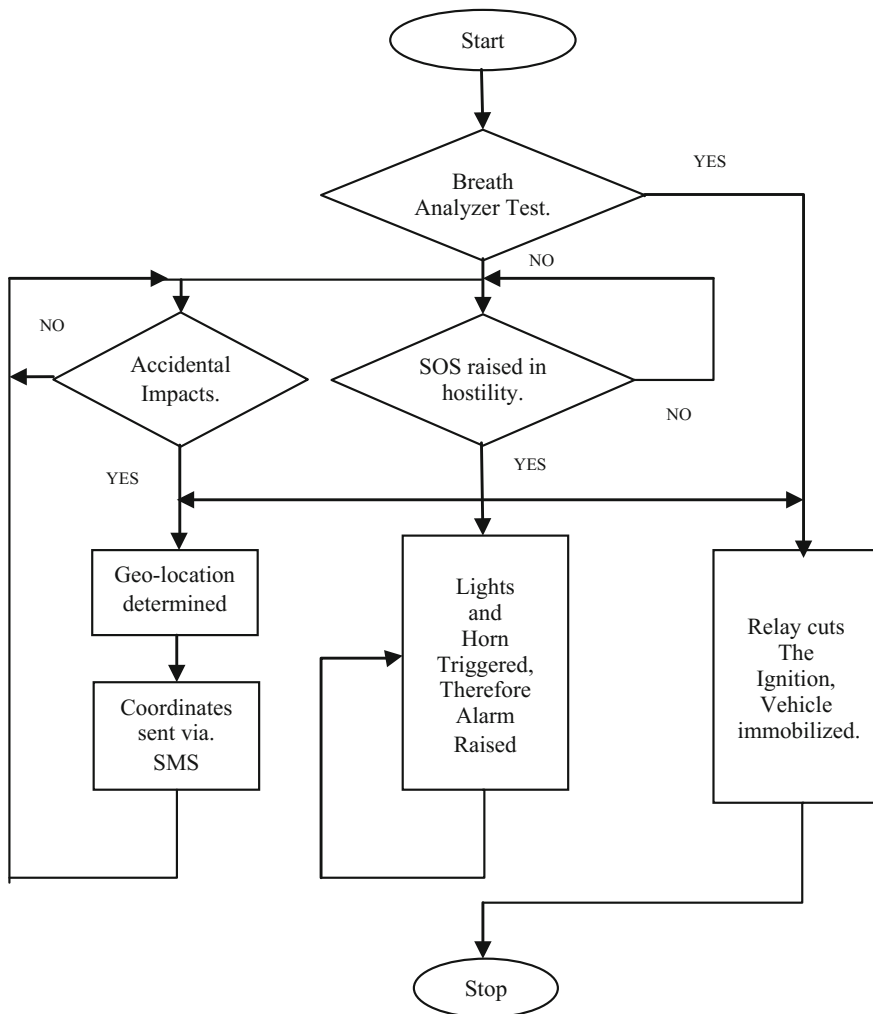 Start
Breath
Analyzer Test.
YES
NO
NO
Accidental
Impacts.
SOS raised in
hostility.
NO
YES
YES
Geo-location
determined
Coordinates
sent via.
SMS
Lights
and
Horn
Triggered,
Therefore
Alarm
Raised
Relay cuts
The
Ignition,
Vehicle
immobilized.
Stop